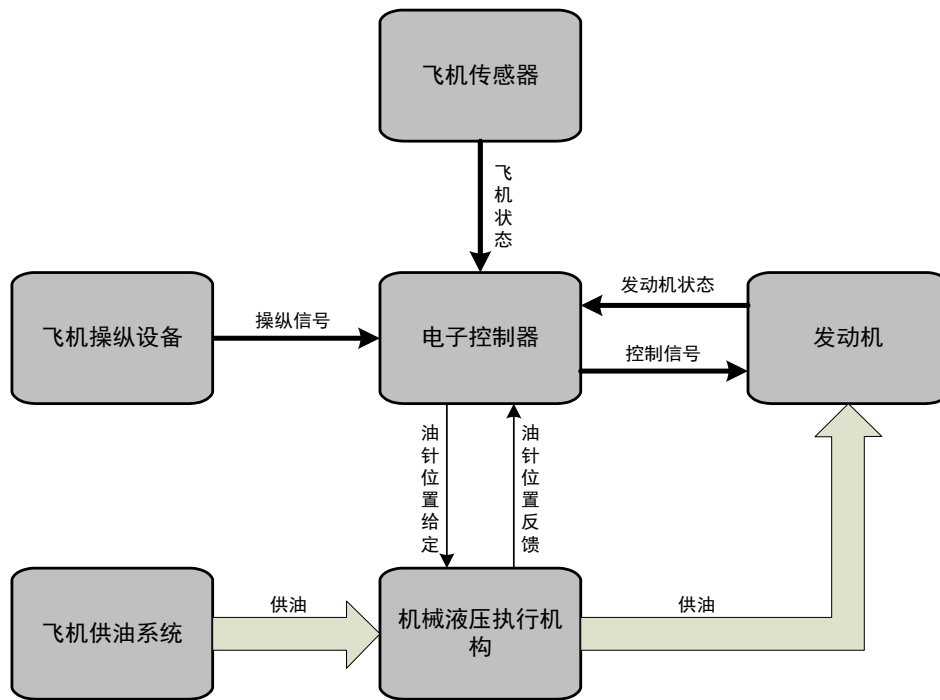 飞机传感器
飞机状态
飞机操纵设备
操纵信号
电子控制器
发动机状态
控制信号
发动机
油针位置给定
油针位置反馈
飞机供油系统
供油
机械液压执行机
构
供油